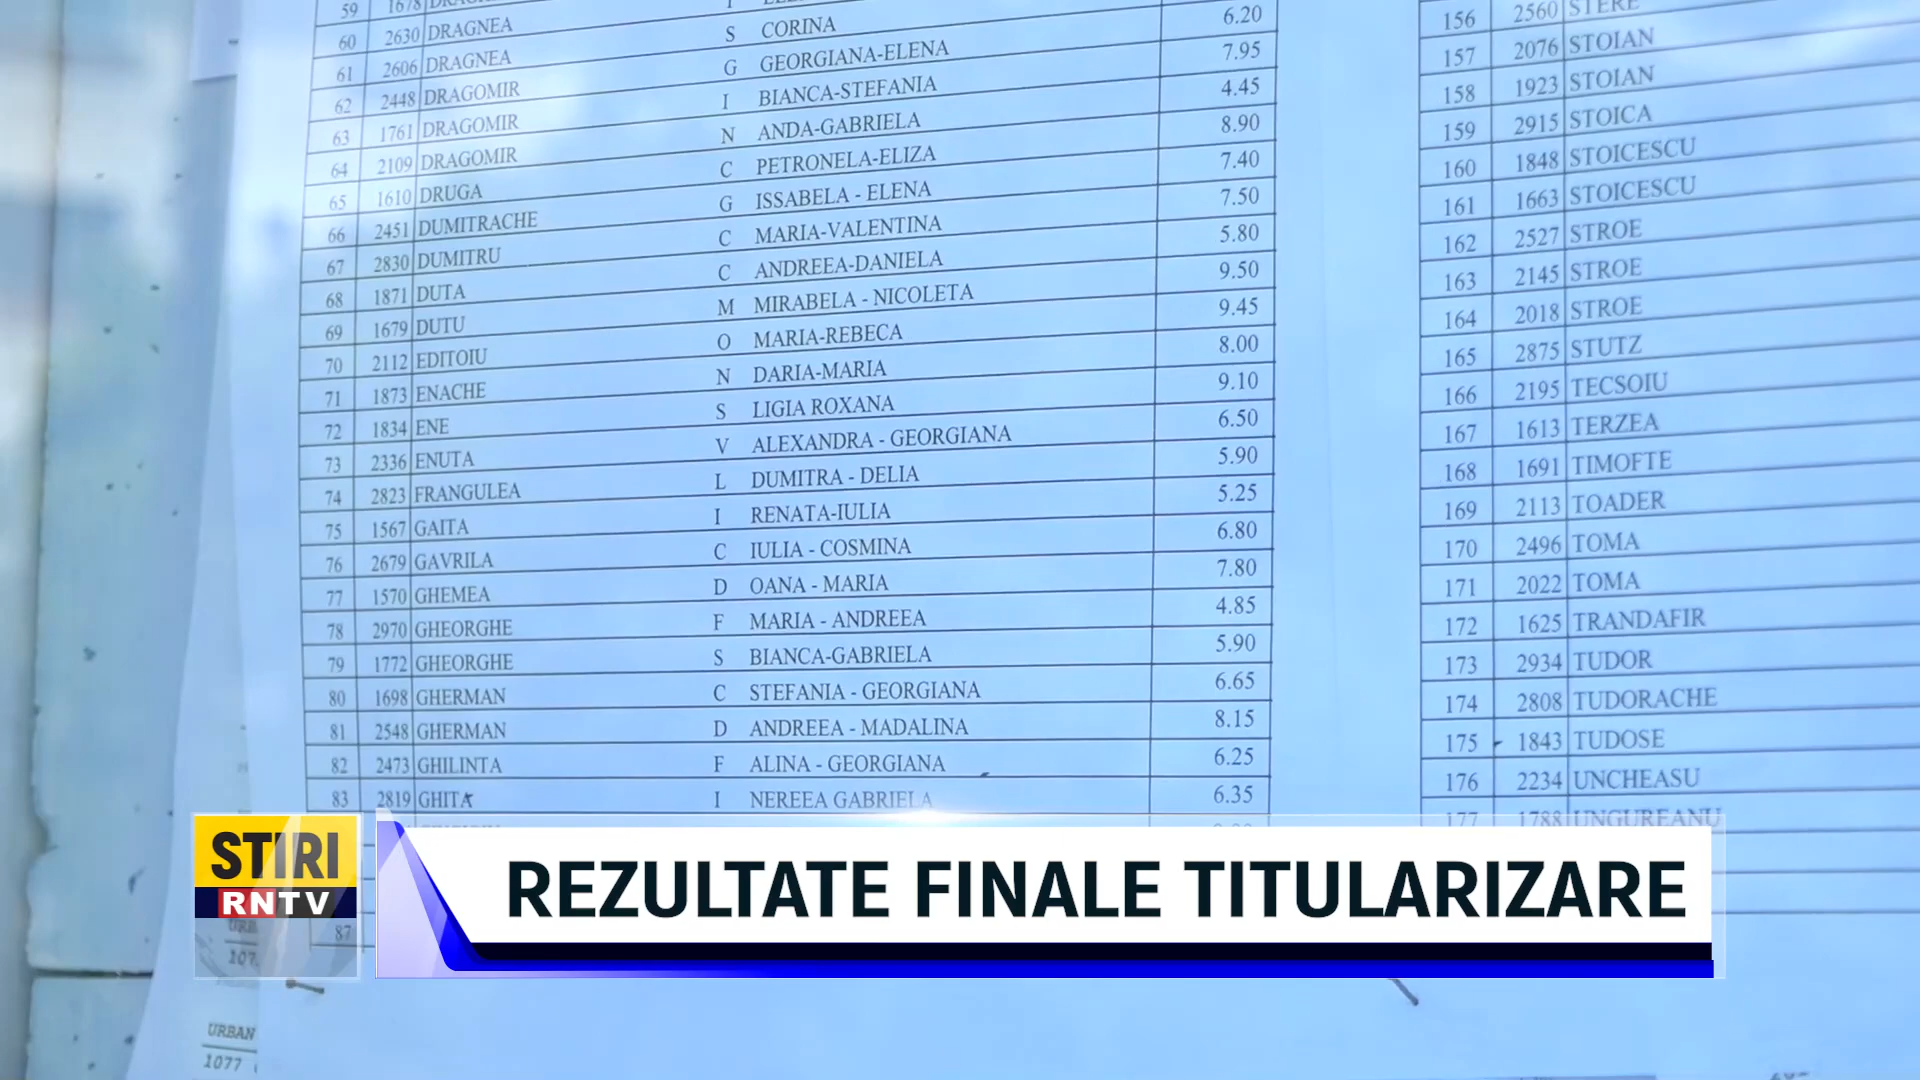 59 1678
60 2630 DRAGNEA
61 2606 DRAGNEA S CORINA
62 2448 DRAGOMIR G GEORGIANA-ELENA 6.20
63 1761 DRAGOMIR I BIANCA-STEFANIA 7.95
64 2109 DRAGOMIR N ANDA-GABRIELA 4.45
65 1610 DRUGA C PETRONELA-ELIZA 8.90
66 2451 DUMITRACHE G ISSABELA - ELENA 7.40
67 2830 DUMITRU C MARIA-VALENTINA 7.50
68 1871 DUTA C ANDREEA-DANIELA 5.80
69 1679 DUTU M MIRABELA - NICOLETA 9.50
70 2112 EDITOIU O MARIA-REBECA 9.45
71 1873 ENACHE N DARIA-MARIA 8.00
72 1834 ENE S LIGIA ROXANA 9.10
73 2336 ENUTA V ALEXANDRA - GEORGIANA 6.50
74 2823 FRANGULEA L DUMITRA - DELIA 5.90
75 1567 GAITA I RENATA-IULIA 5.25
76 2679 GAVRILA C IULIA - COSMINA 6.80
77 1570 GHEMEA D OANA - MARIA 7.80
78 2970 GHEORGHE F MARIA - ANDREEA 4.85
79 1772 GHEORGHE S BIANCA-GABRIELA 5.90
80 1698 GHERMAN C STEFANIA - GEORGIANA 6.65
81 2548 GHERMAN D ANDREEA - MADALINA 8.15
82 2473 GHILINTA F ALINA - GEORGIANA 6.25
83 2819 GHITA I NEREEA GABRIELA 6.35
87
156 2560 STERE
157 2076 STOIAN
158 1923 STOIAN
159 2915 STOICA
160 1848 STOICESCU
161 1663 STOICESCU
162 2527 STROE
163 2145 STROE
164 2018 STROE
165 2875 STUTZ
166 2195 TECSOIU
167 1613 TERZEA
168 1691 TIMOFTE
169 2113 TOADER
170 2496 TOMA
171 2022 TOMA
172 1625 TRANDAFIR
173 2934 TUDOR
174 2808 TUDORACHE
175 1843 TUDOSE
176 2234 UNCHEASU
177 1788 UNGUREANU
STIRI
RNTV
REZULTATE FINALE TITULARIZARE
URBAN
1077